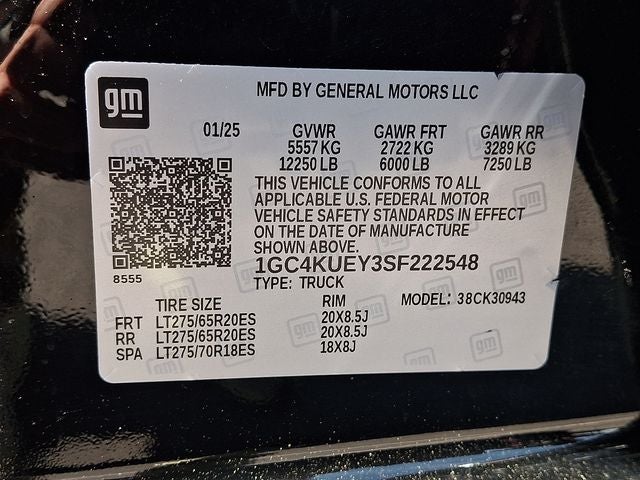 gm
MFD BY GENERAL MOTORS LLC
01/25 GVWR GAWR FRT GAWR RR
5557 KG 2722 KG 3289 KG
12250 LB 6000 LB 7250 LB
THIS VEHICLE CONFORMS TO ALL
APPLICABLE U.S. FEDERAL MOTOR
VEHICLE SAFETY STANDARDS IN EFFECT
ON THE DATE OF MANUFACTURE
SHOWN ABOVE.
1GC4KUEY3SF222548
8555 TYPE: TRUCK
TIRE SIZE RIM MODEL: 38CK30943
FRT LT275/65R20ES 20X8.5J
RR LT275/65R20ES 20X8.5J
SPA LT275/70R18ES 18X8J